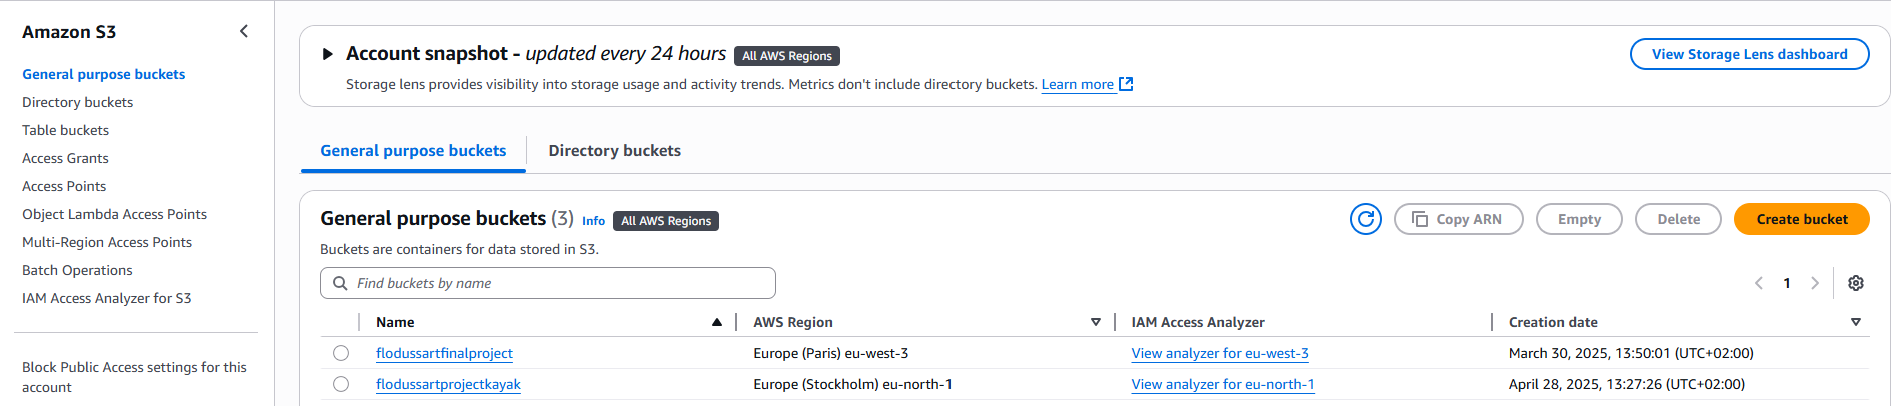 Amazon S3
General purpose buckets
Directory buckets
Table buckets
Access Grants
Access Points
Object Lambda Access Points
Multi-Region Access Points
Batch Operations
IAM Access Analyzer for S3
Block Public Access settings for this
account
Account snapshot - updated every 24 hours All AWS Regions
View Storage Lens dashboard
Storage lens provides visibility into storage usage and activity trends. Metrics don't include directory buckets. Learn more
General purpose buckets Directory buckets
General purpose buckets (3) Info All AWS Regions
Copy ARN Empty Delete Create bucket
Buckets are containers for data stored in S3.
Find buckets by name
1
Name AWS Region IAM Access Analyzer Creation date
flodussartfinalproject Europe (Paris) eu-west-3 View analyzer for eu-west-3 March 30, 2025, 13:50:01 (UTC+02:00)
flodussartprojectkayak Europe (Stockholm) eu-north-1 View analyzer for eu-north-1 April 28, 2025, 13:27:26 (UTC+02:00)